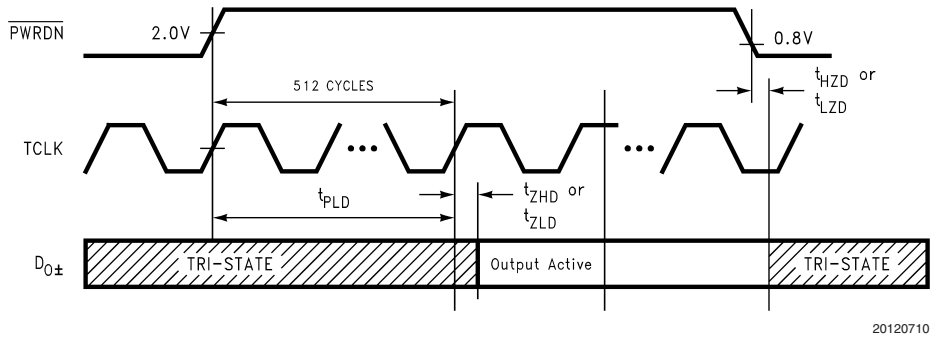 PWRDN
2.0V
0.8V
512 CYCLES
tHZD or
tLZD
TCLK
tPLD
tZHD or
tZLD
DO±
TRI-STATE
Output Active
TRI-STATE
20120710